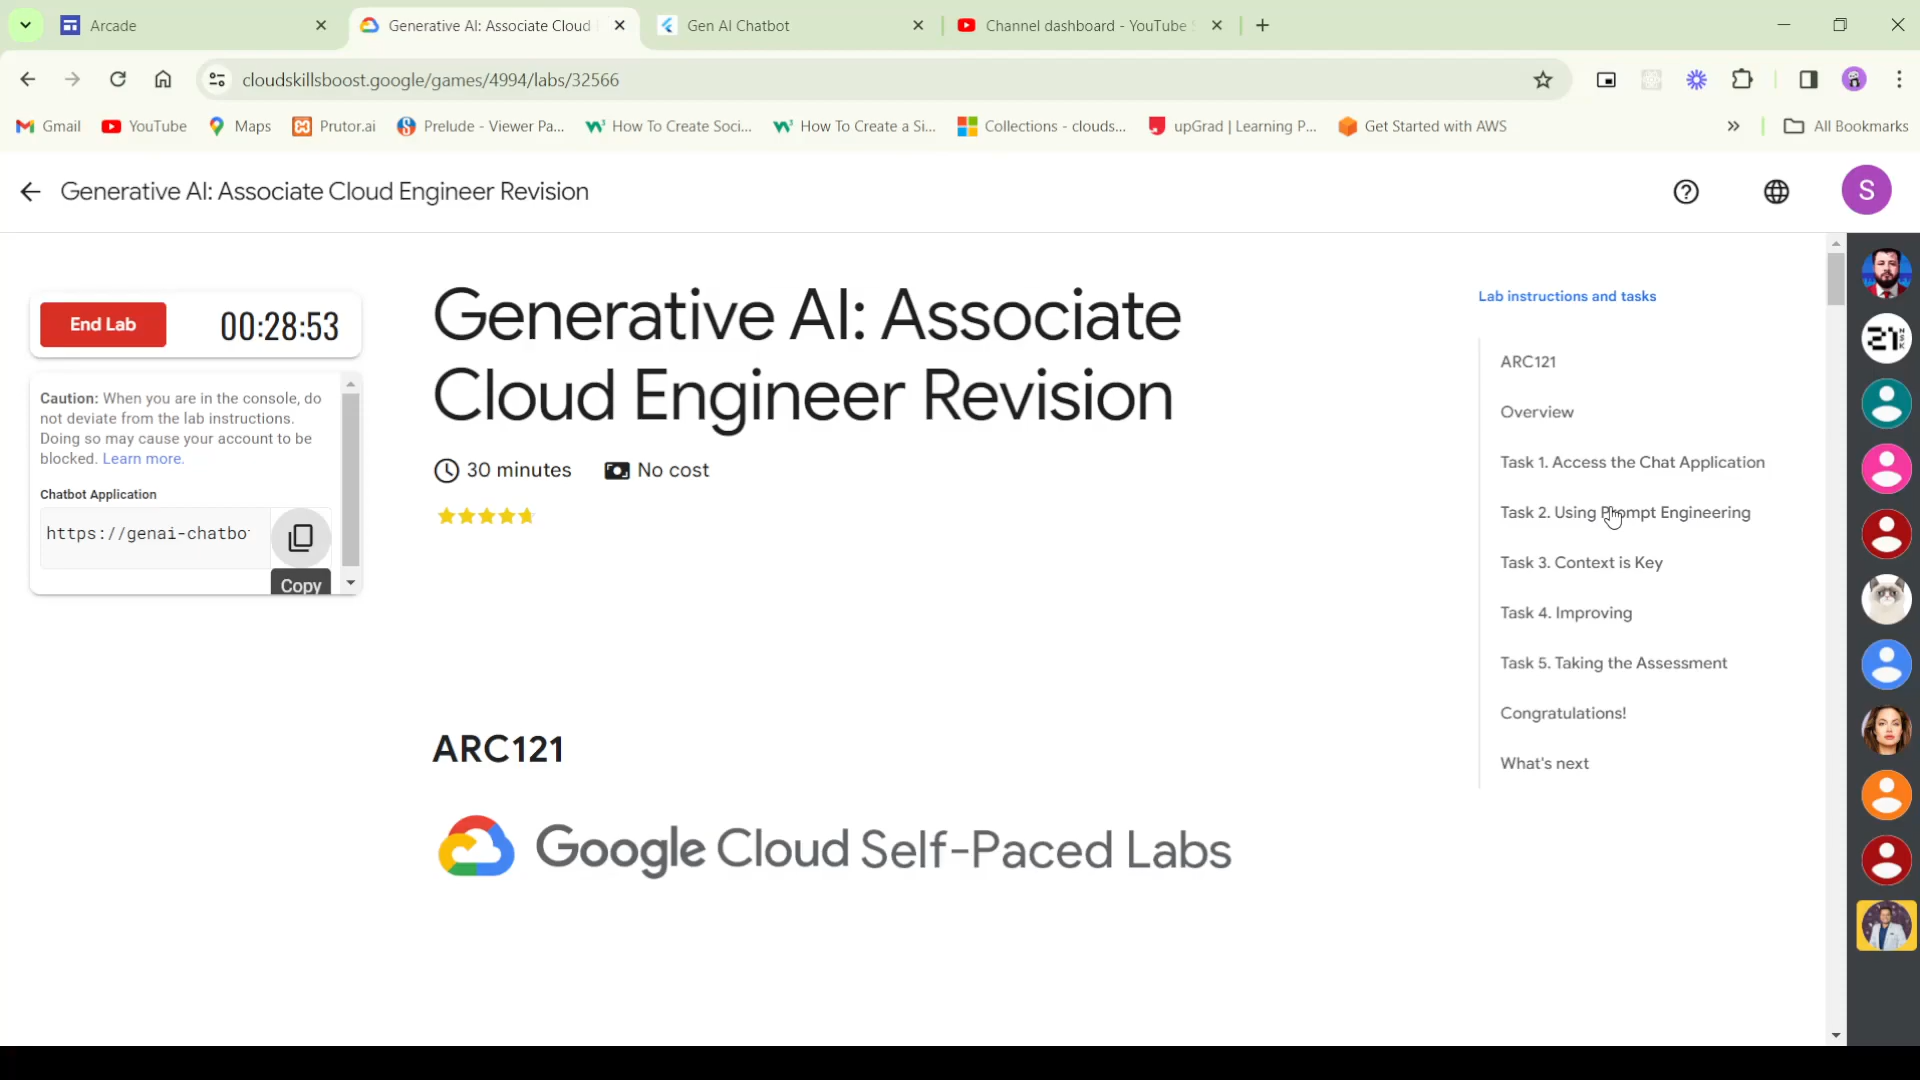 Arcade
Generative AI: Associate Cloud
Gen AI Chatbot
Channel dashboard - YouTube
cloudskillsboost.google/games/4994/labs/32566
Gmail
YouTube
Maps
Prutor.ai
Prelude - Viewer Pa...
How To Create Soci...
How To Create a Si...
Collections - clouds...
upGrad | Learning P...
Get Started with AWS
»
All Bookmarks
Generative AI: Associate Cloud Engineer Revision
S
End Lab
00:28:53
Caution: When you are in the console, do
not deviate from the lab instructions.
Doing so may cause your account to be
blocked. Learn more.
Chatbot Application
https://genai-chatbo
Copy
Generative AI: Associate
Cloud Engineer Revision
30 minutes
No cost
ARC121
Google Cloud Self-Paced Labs
Lab instructions and tasks
ARC121
Overview
Task 1. Access the Chat Application
Task 2. Using Prompt Engineering
Task 3. Context is Key
Task 4. Improving
Task 5. Taking the Assessment
Congratulations!
What's next